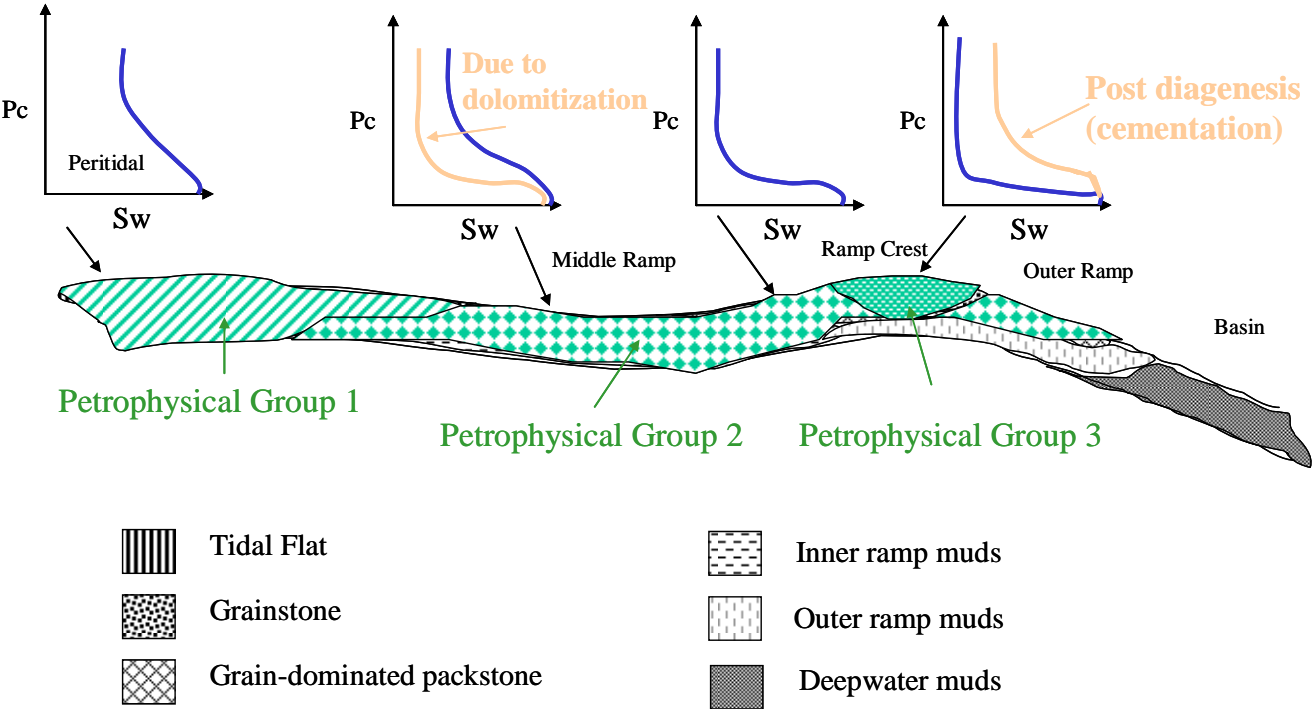 Pc
Peritidal
Sw
Pc
Due to
dolomitization
Sw
Pc
Sw
Pc
Post diagenesis
(cementation)
Sw
Middle Ramp
Ramp Crest
Outer Ramp
Basin
Petrophysical Group 1
Petrophysical Group 2
Petrophysical Group 3
Tidal Flat
Grainstone
Grain-dominated packstone
Inner ramp muds
Outer ramp muds
Deepwater muds